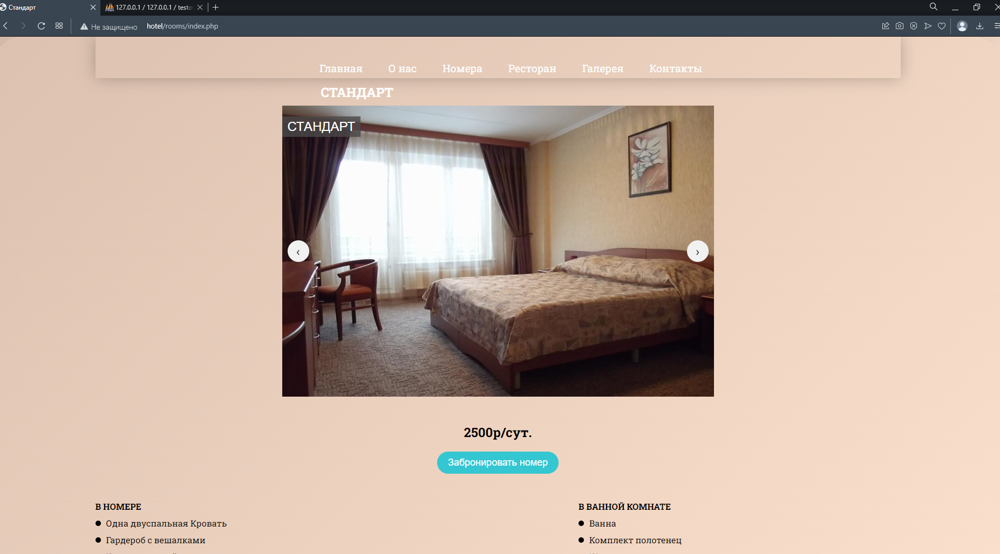 Стандарт
127.0.0.1 / 127.0.0.1 / testo
Не защищено hotel/rooms/index.php
Главная О нас Номера Ресторан Галерея Контакты
СТАНДАРТ
СТАНДАРТ
2500р/сут.
Забронировать номер
В НОМЕРЕ
Одна двуспальная Кровать
Гардероб с вешалками
В ВАННОЙ КОМНАТЕ
Ванна
Комплект полотенец